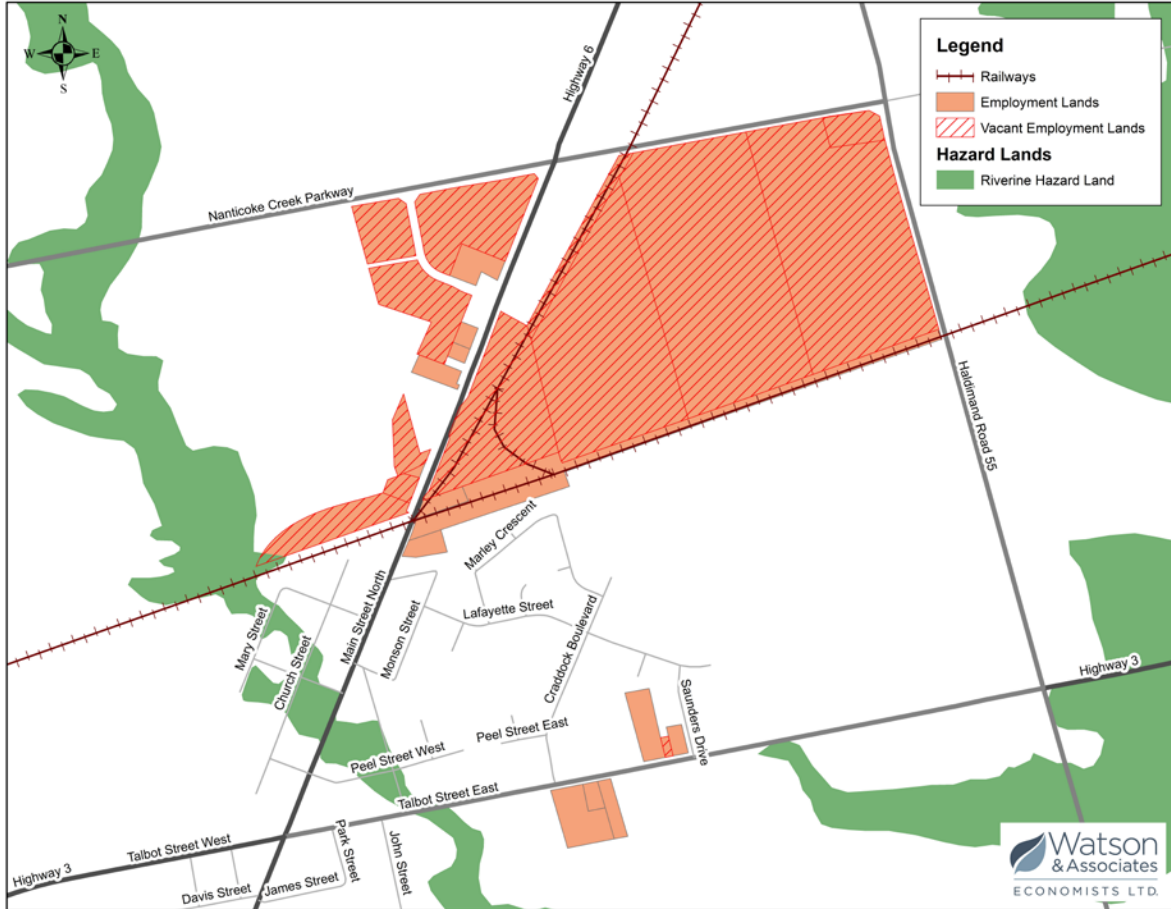 N
W E
S
Highway 6
Legend
Railways
Employment Lands
Vacant Employment Lands
Hazard Lands
Riverine Hazard Land
Nanticoke Creek Parkway
Haldimand Road 55
Marley Crescent
Main Street North
Monson Street
Lafayette Street
Mary Street
Church Street
Craddock Boulevard
Saunders Drive
Highway 3
Peel Street East
Peel Street West
Talbot Street East
Talbot Street West
Park Street
John Street
Highway 3
Davis Street
James Street
Watson
& Associates
ECONOMISTS LTD.